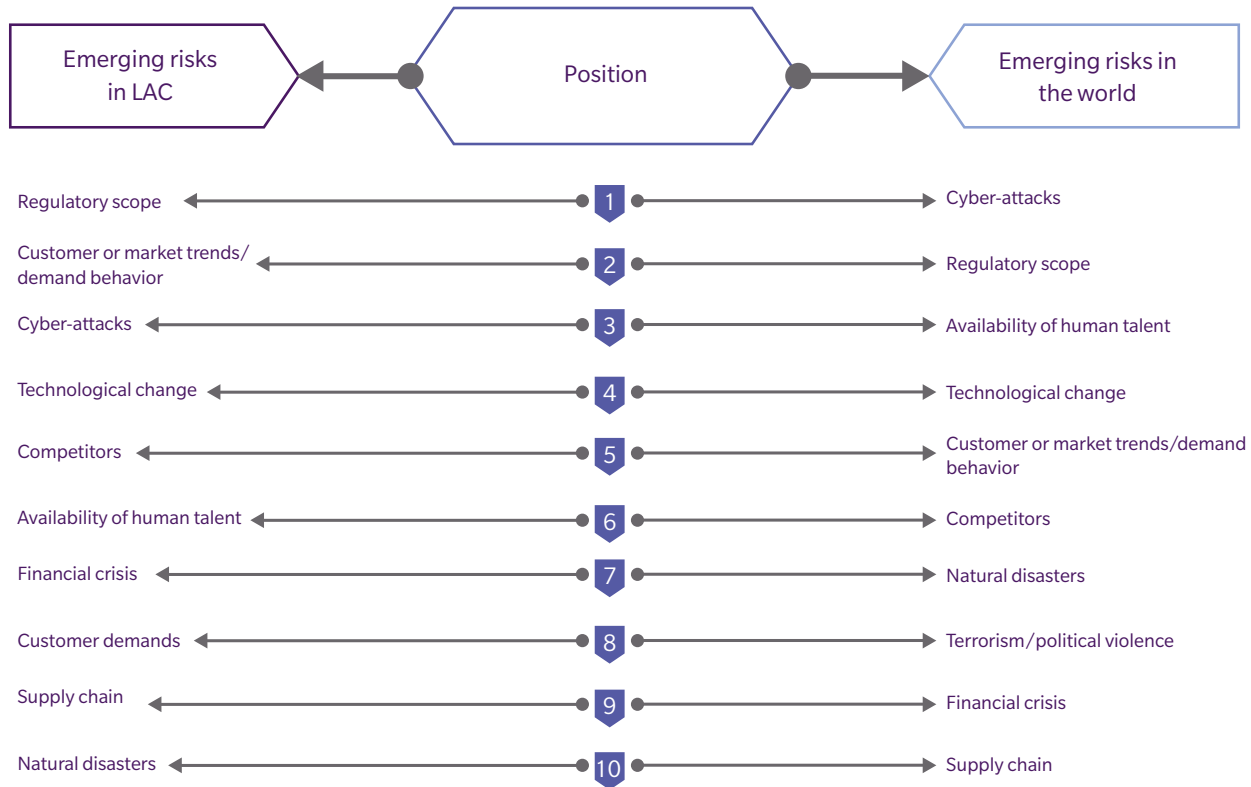 Emerging risks
in LAC
Position
Emerging risks in
the world
Regulatory scope
1
Cyber-attacks
Customer or market trends/
demand behavior
2
Regulatory scope
Cyber-attacks
3
Availability of human talent
Technological change
4
Technological change
Competitors
5
Customer or market trends/demand
behavior
Availability of human talent
6
Competitors
Financial crisis
7
Natural disasters
Customer demands
8
Terrorism/political violence
Supply chain
9
Financial crisis
Natural disasters
10
Supply chain